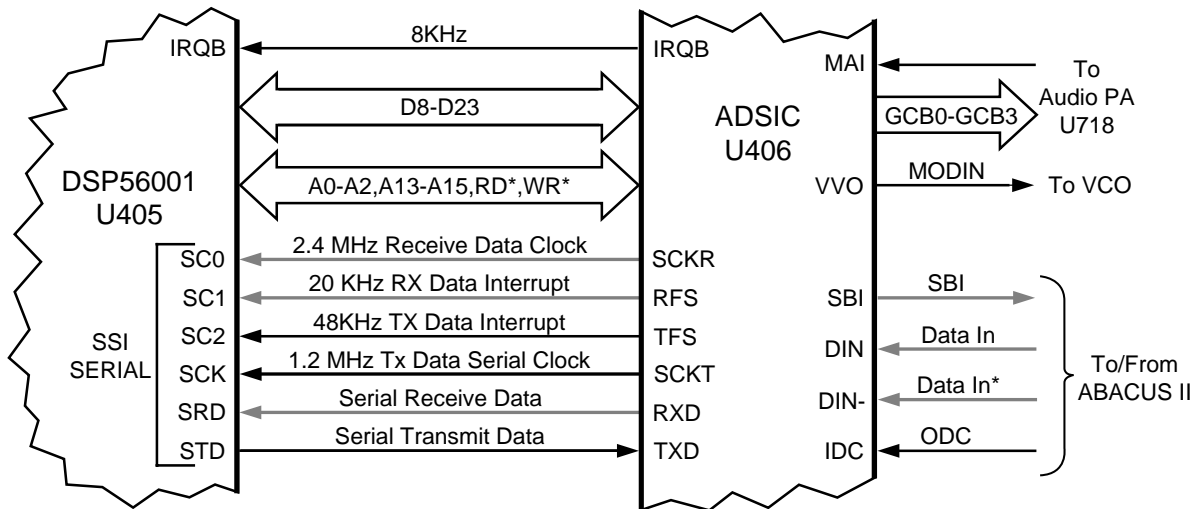 8KHz
IRQB
IRQB
MAI
To
Audio PA
U718
D8-D23
ADSIC
U406
GCB0-GCB3
DSP56001
U405
A0-A2,A13-A15,RD*,WR*
VVO
MODIN
To VCO
2.4 MHz Receive Data Clock
SC0
SCKR
20 KHz RX Data Interrupt
SC1
RFS
SBI
SBI
48KHz TX Data Interrupt
SC2
TFS
DIN
Data In
SSI
SERIAL
1.2 MHz Tx Data Serial Clock
SCK
SCKT
To/From
ABACUS II
Serial Receive Data
SRD
RXD
DIN-
Data In*
Serial Transmit Data
STD
TXD
IDC
ODC